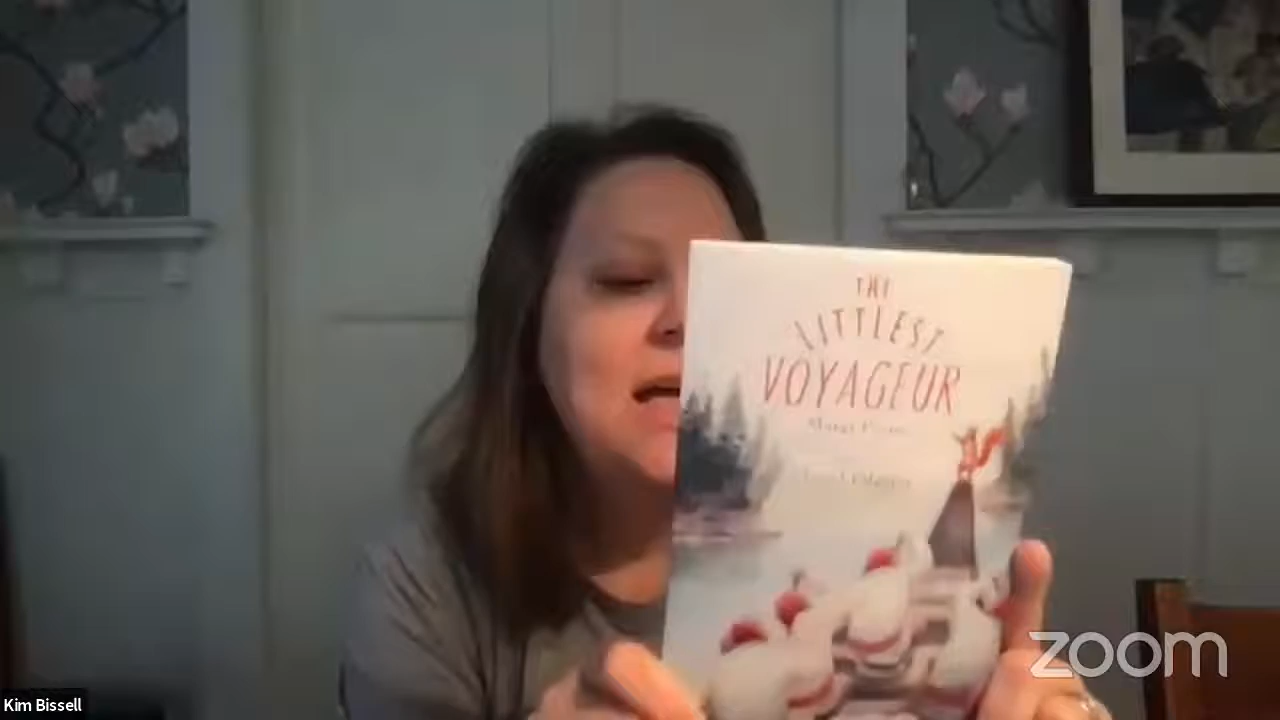 THE
LITTLEST
VOYAGEUR
zoom
Kim Bissell